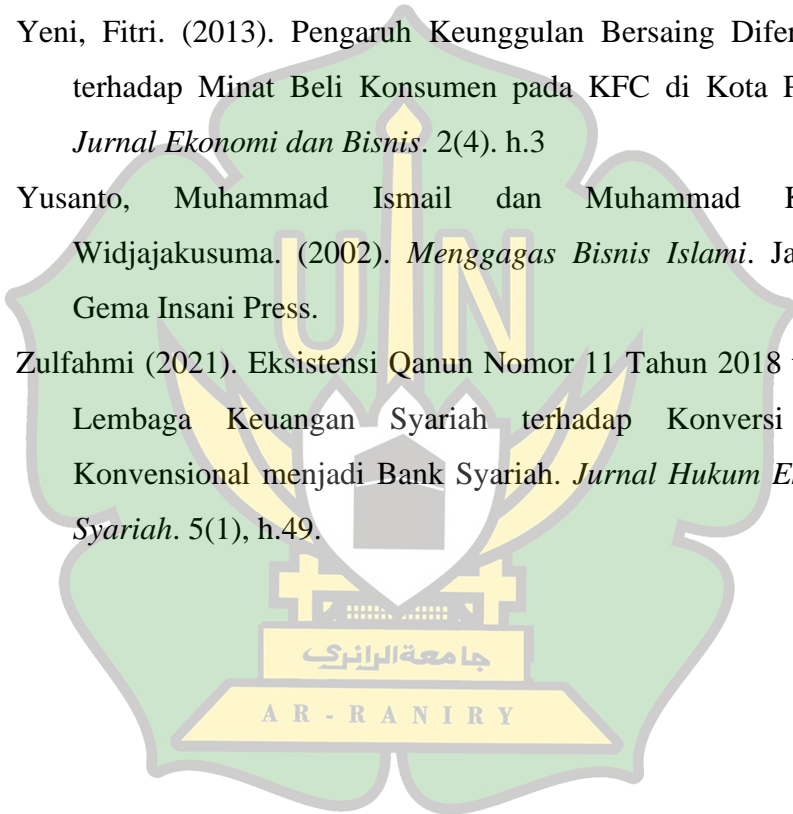 Yeni, Fitri. (2013). Pengaruh Keunggulan Bersaing Difer
terhadap Minat Beli Konsumen pada KFC di Kota P
Jurnal Ekonomi dan Bisnis. 2(4). h.3
Yusanto, Muhammad Ismail dan Muhammad K
Widjajakusuma. (2002). Menggagas Bisnis Islami. Ja
Gema Insani Press.
Zulfahmi (2021). Eksistensi Qanun Nomor 11 Tahun 2018 t
Lembaga Keuangan Syariah terhadap Konversi
Konvensional menjadi Bank Syariah. Jurnal Hukum E
Syariah. 5(1), h.49.
UIN
جامعة الرانري
AR-RANIRY